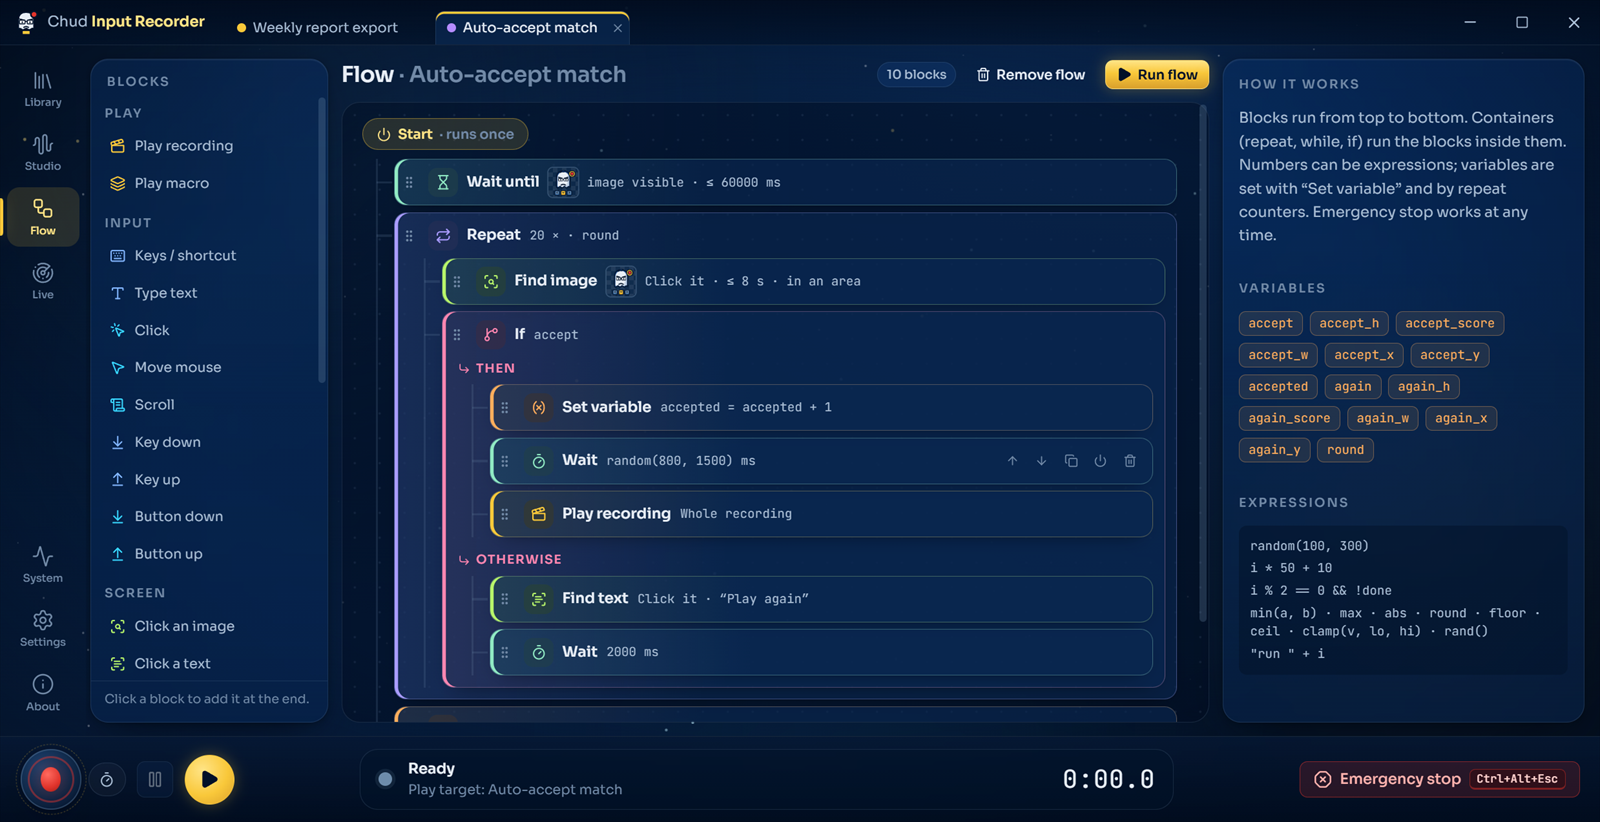 Chud Input Recorder
Weekly report export
Auto-accept match
Library
Studio
Flow
Live
System
Settings
About
BLOCKS
PLAY
Play recording
Play macro
INPUT
Keys / shortcut
Type text
Click
Move mouse
Scroll
Key down
Key up
Button down
Button up
SCREEN
Click an image
Click a text
Click a block to add it at the end.
Flow · Auto-accept match
10 blocks
Remove flow
Run flow
Start · runs once
Wait until image visible · ≤ 60000 ms
Repeat 20 × · round
Find image Click it · ≤ 8 s · in an area
If accept
THEN
Set variable accepted = accepted + 1
Wait random(800, 1500) ms
Play recording Whole recording
OTHERWISE
Find text Click it · “Play again”
Wait 2000 ms
HOW IT WORKS
Blocks run from top to bottom. Containers
(repeat, while, if) run the blocks inside them.
Numbers can be expressions; variables are
set with “Set variable” and by repeat
counters. Emergency stop works at any
time.
VARIABLES
accept accept_h accept_score
accept_w accept_x accept_y
accepted again again_h
again_score again_w again_x
again_y round
EXPRESSIONS
random(100, 300)
i * 50 + 10
i % 2 == 0 && !done
min(a, b) · max · abs · round · floor ·
ceil · clamp(v, lo, hi) · rand()
"run " + i
Ready
Play target: Auto-accept match
0:00.0
Emergency stop Ctrl+Alt+Esc